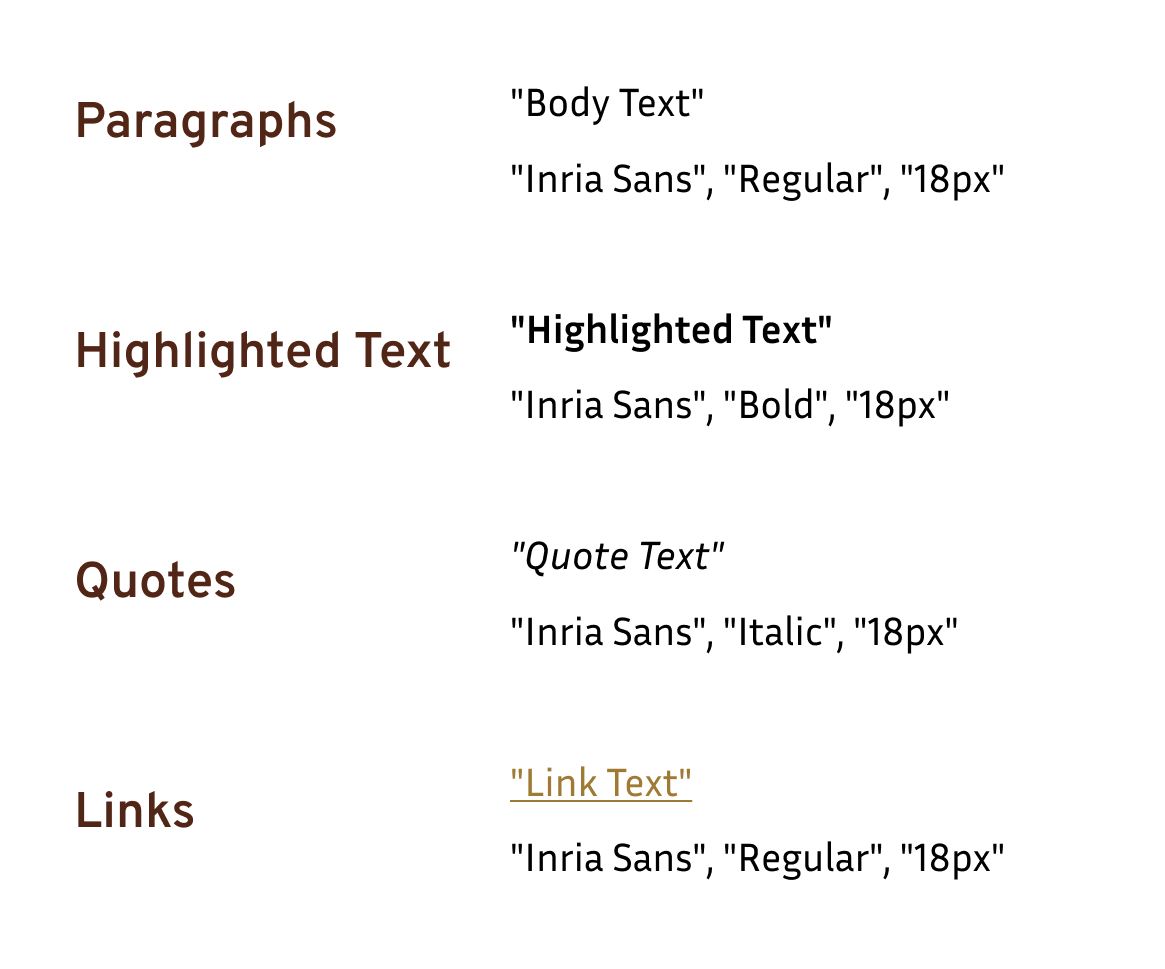 Paragraphs
"Body Text"
"Inria Sans", "Regular", "18px"
Highlighted Text
"Highlighted Text"
"Inria Sans", "Bold", "18px"
Quotes
"Quote Text"
"Inria Sans", "Italic", "18px"
Links
"Link Text"
"Inria Sans", "Regular", "18px"